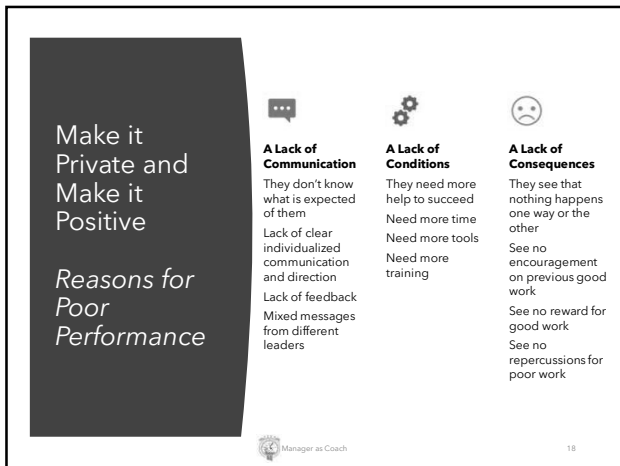 Make it
Private and
Make it
Positive
Reasons for
Poor
Performance
A Lack of
Communication
They don't know
what is expected
of them
Lack of clear
individualized
communication
and direction
Lack of feedback
Mixed messages
from different
leaders
A Lack of
Conditions
They need more
help to succeed
Need more time
Need more tools
Need more
training
A Lack of
Consequences
They see that
nothing happens
one way or the
other
See no
encouragement
on previous good
work
See no reward for
good work
See no
repercussions for
poor work
Manager as Coach
18